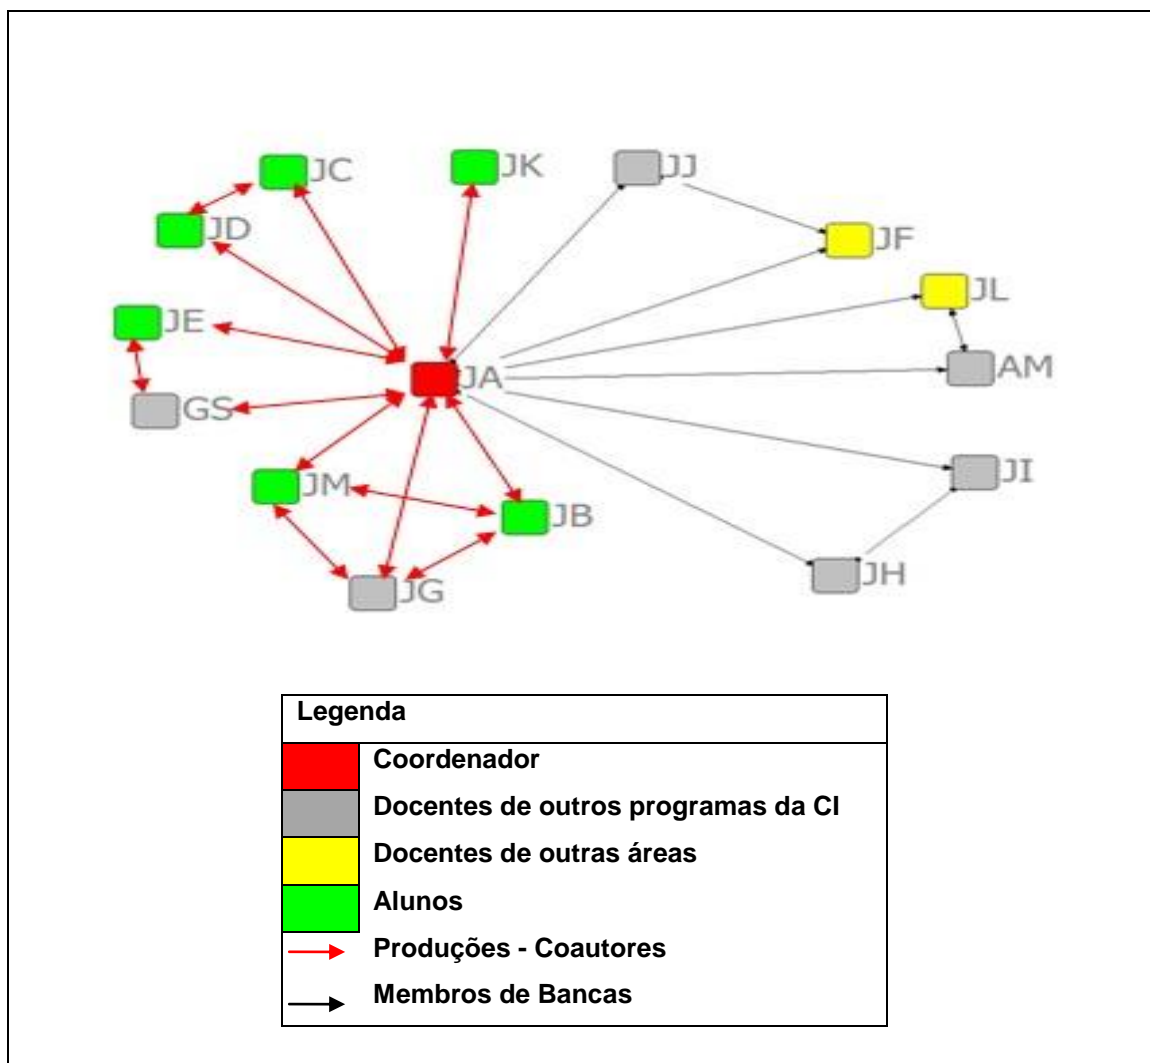 JC
JK
JJ
JD
JF
JL
JE
AM
JA
GS
JI
JM
JB
JH
JG
Legenda
Coordenador
Docentes de outros programas da CI
Docentes de outras áreas
Alunos
Produções - Coautores
Membros de Bancas